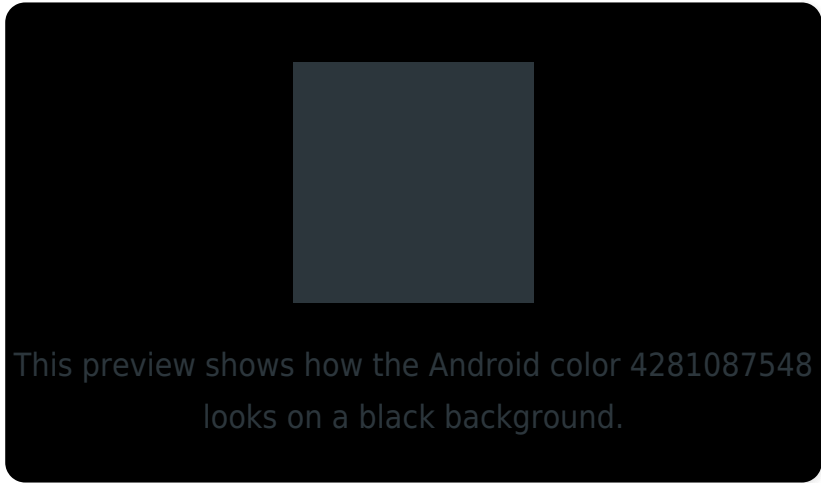 This preview shows how the Android color 4281087548
looks on a black background.